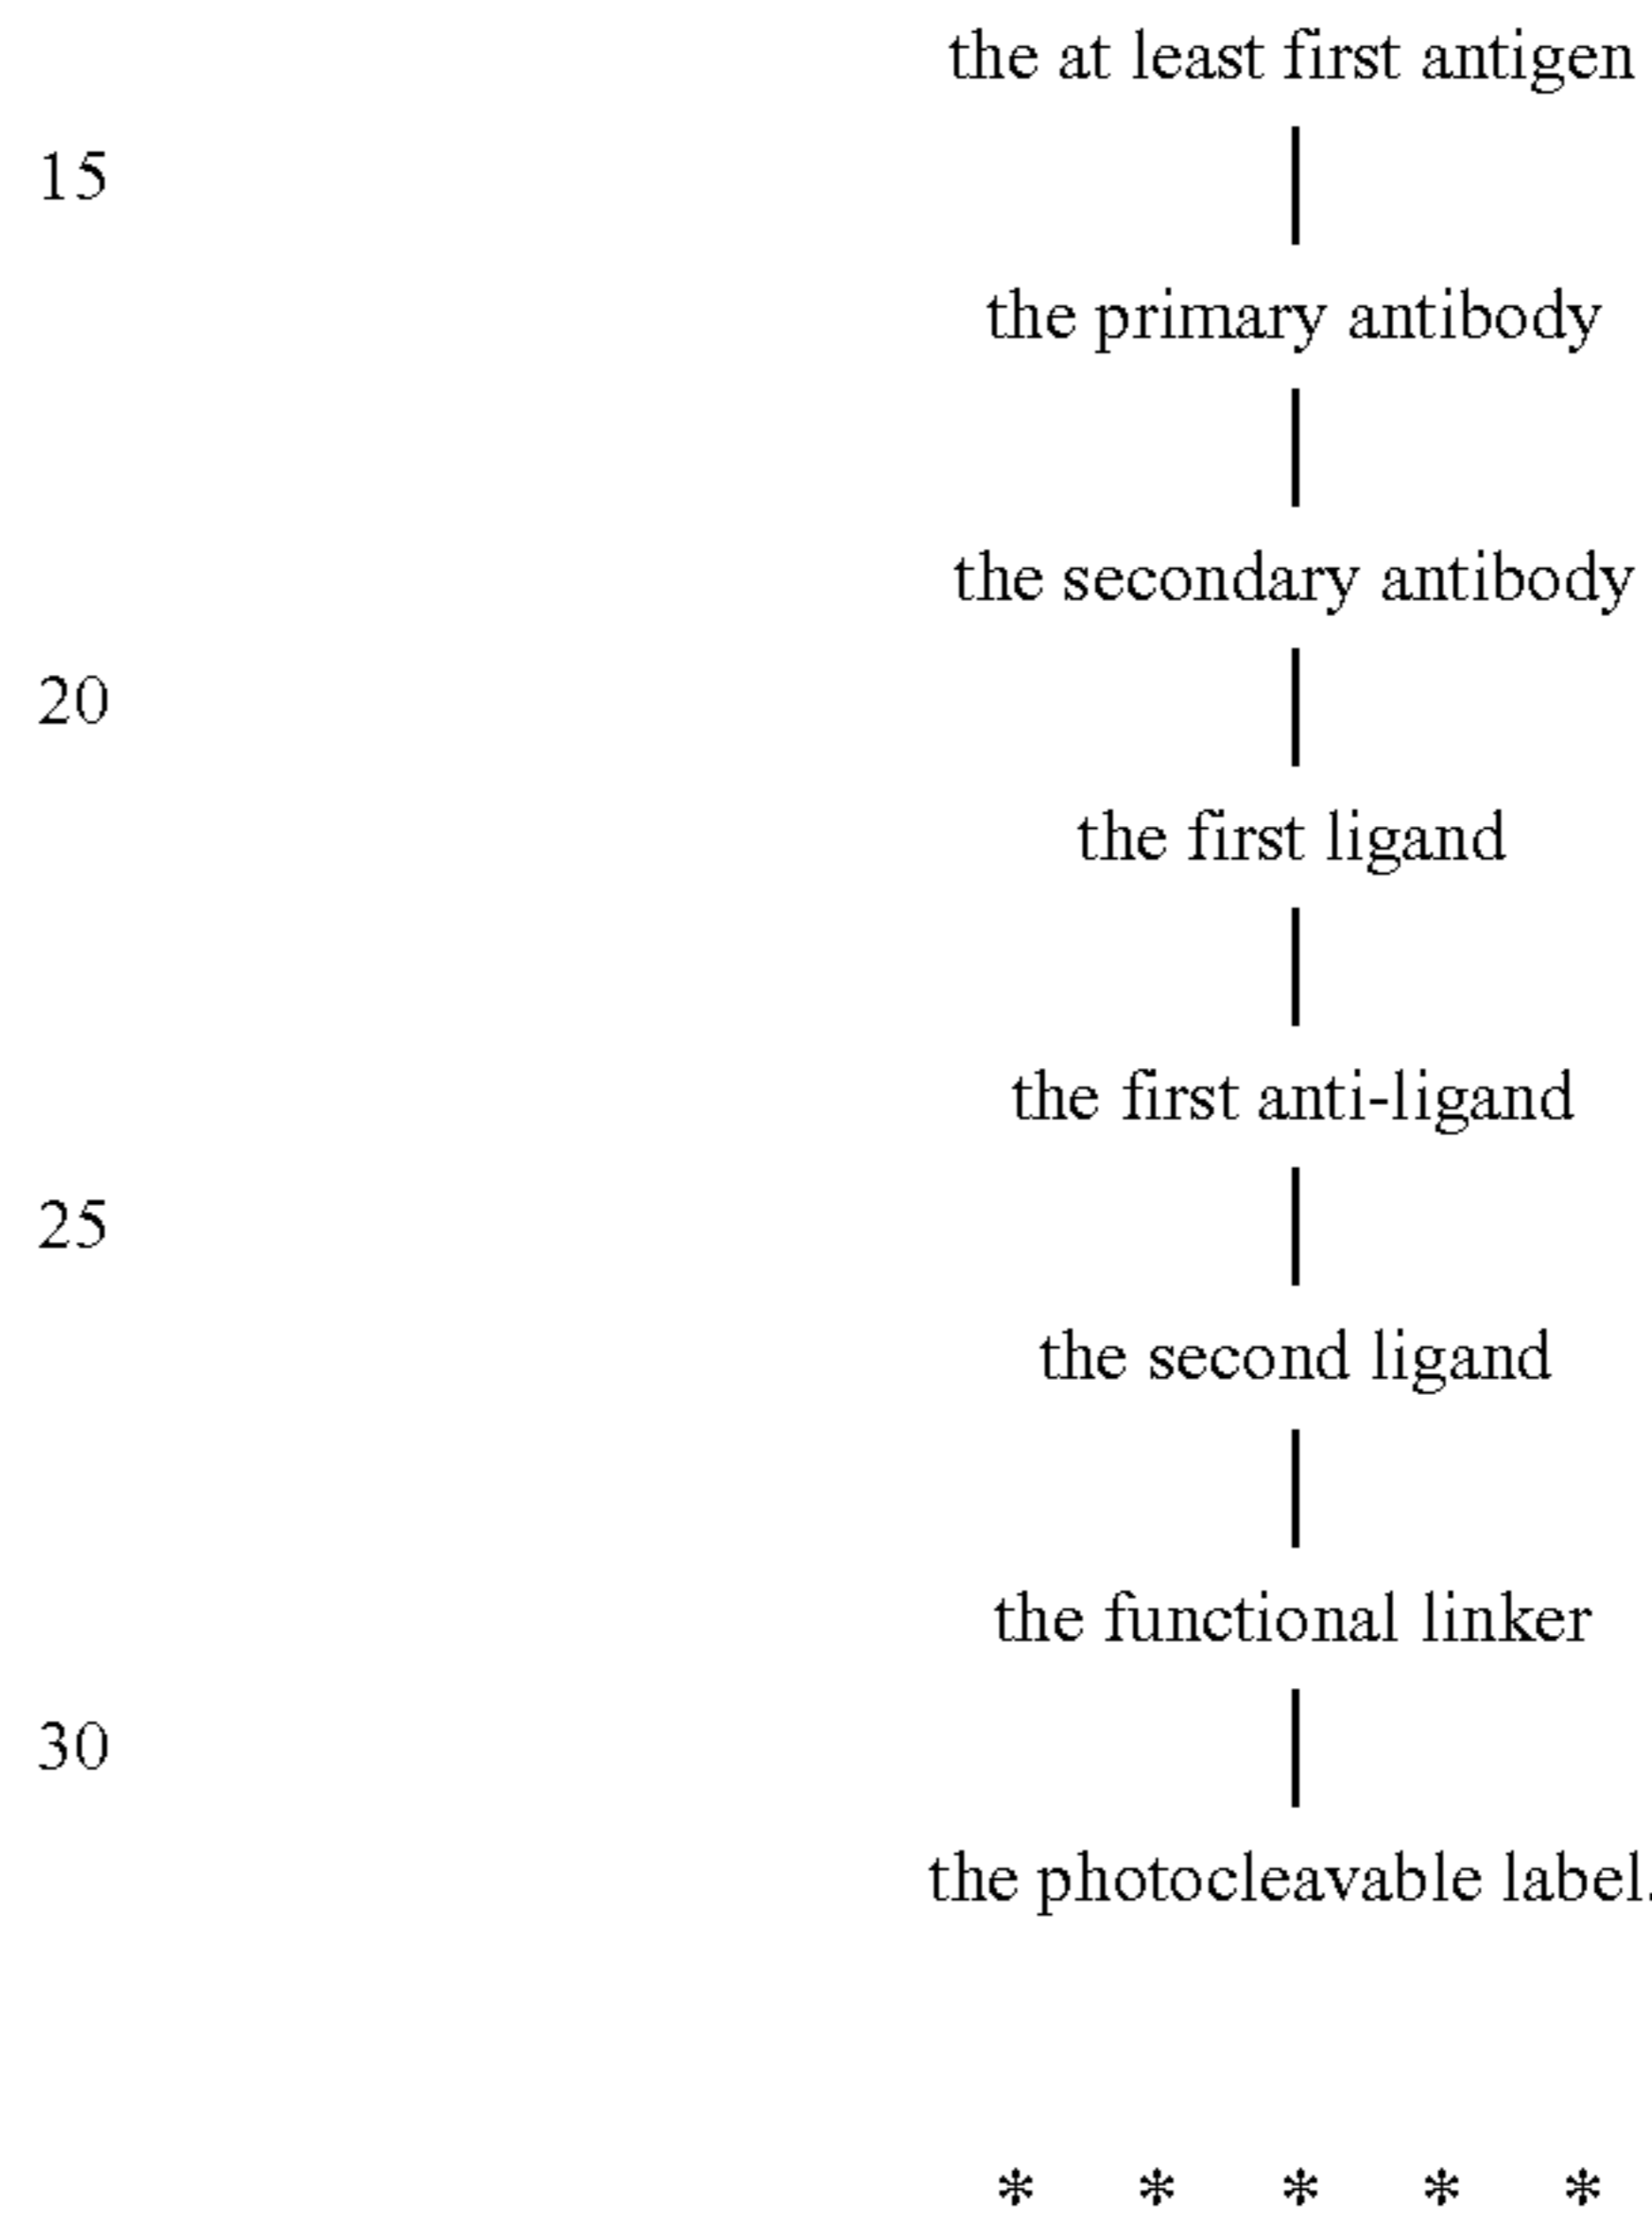 the at least first antigen
15
|
the primary antibody
|
the secondary antibody
20
|
the first ligand
|
the first anti-ligand
25
|
the second ligand
|
the functional linker
30
|
the photocleavable label.
* * * * *